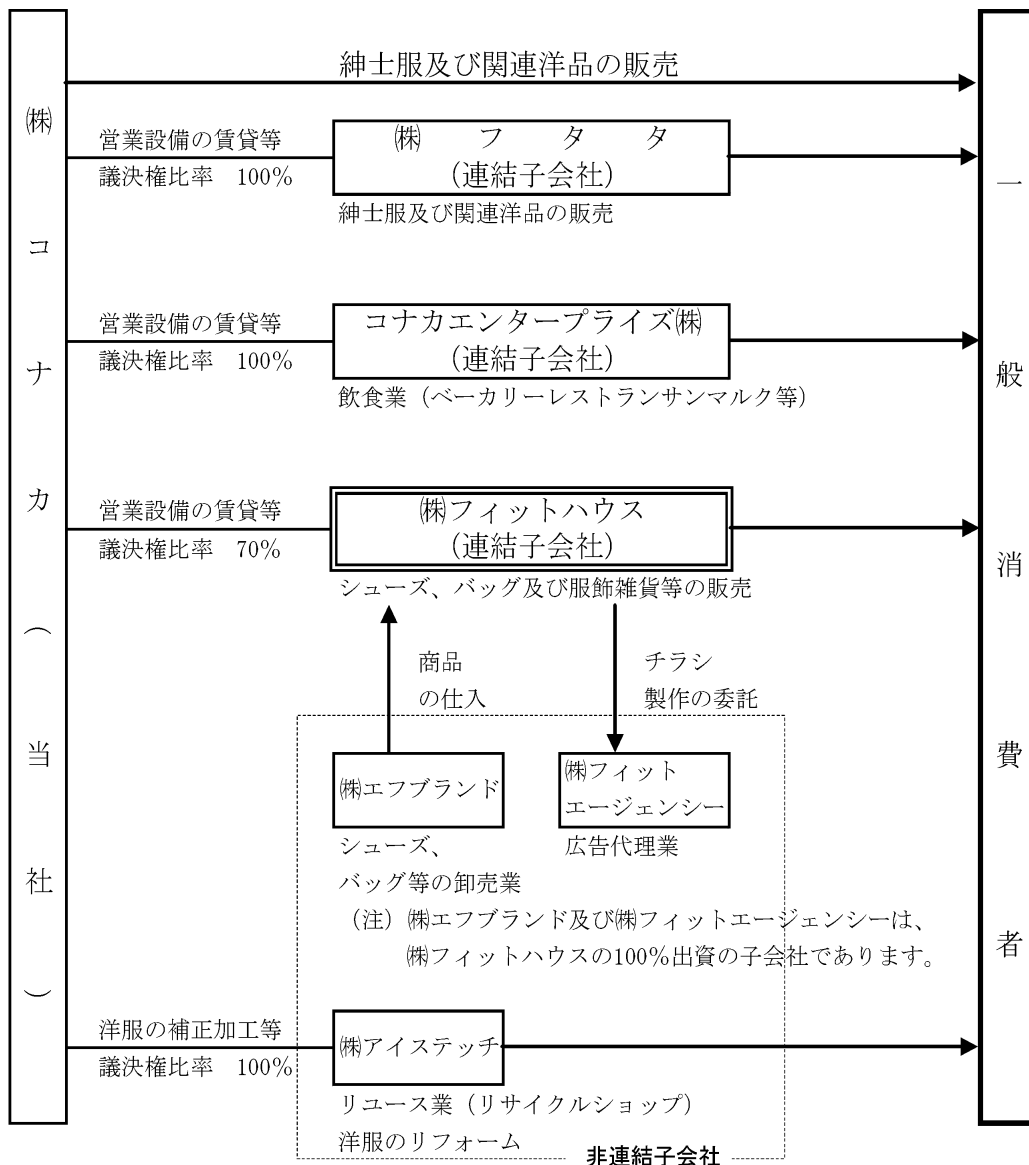 ㈱コナカ（当社）
紳士服及び関連洋品の販売
一般消費者
営業設備の賃貸等
議決権比率　100%
㈱フタタ
（連結子会社）
紳士服及び関連洋品の販売
営業設備の賃貸等
議決権比率　100%
コナカエンタープライズ㈱
（連結子会社）
飲食業（ベーカリーレストランサンマルク等）
営業設備の賃貸等
議決権比率　70%
㈱フィットハウス
（連結子会社）
シューズ、バッグ及び服飾雑貨等の販売
商品
の仕入
チラシ
製作の委託
㈱エフブランド
シューズ、
バッグ等の卸売業
㈱フィット
エージェンシー
広告代理業
（注）㈱エフブランド及び㈱フィットエージェンシーは、
㈱フィットハウスの100%出資の子会社であります。
洋服の補正加工等
議決権比率　100%
㈱アイステッチ
リユース業（リサイクルショップ）
洋服のリフォーム
非連結子会社